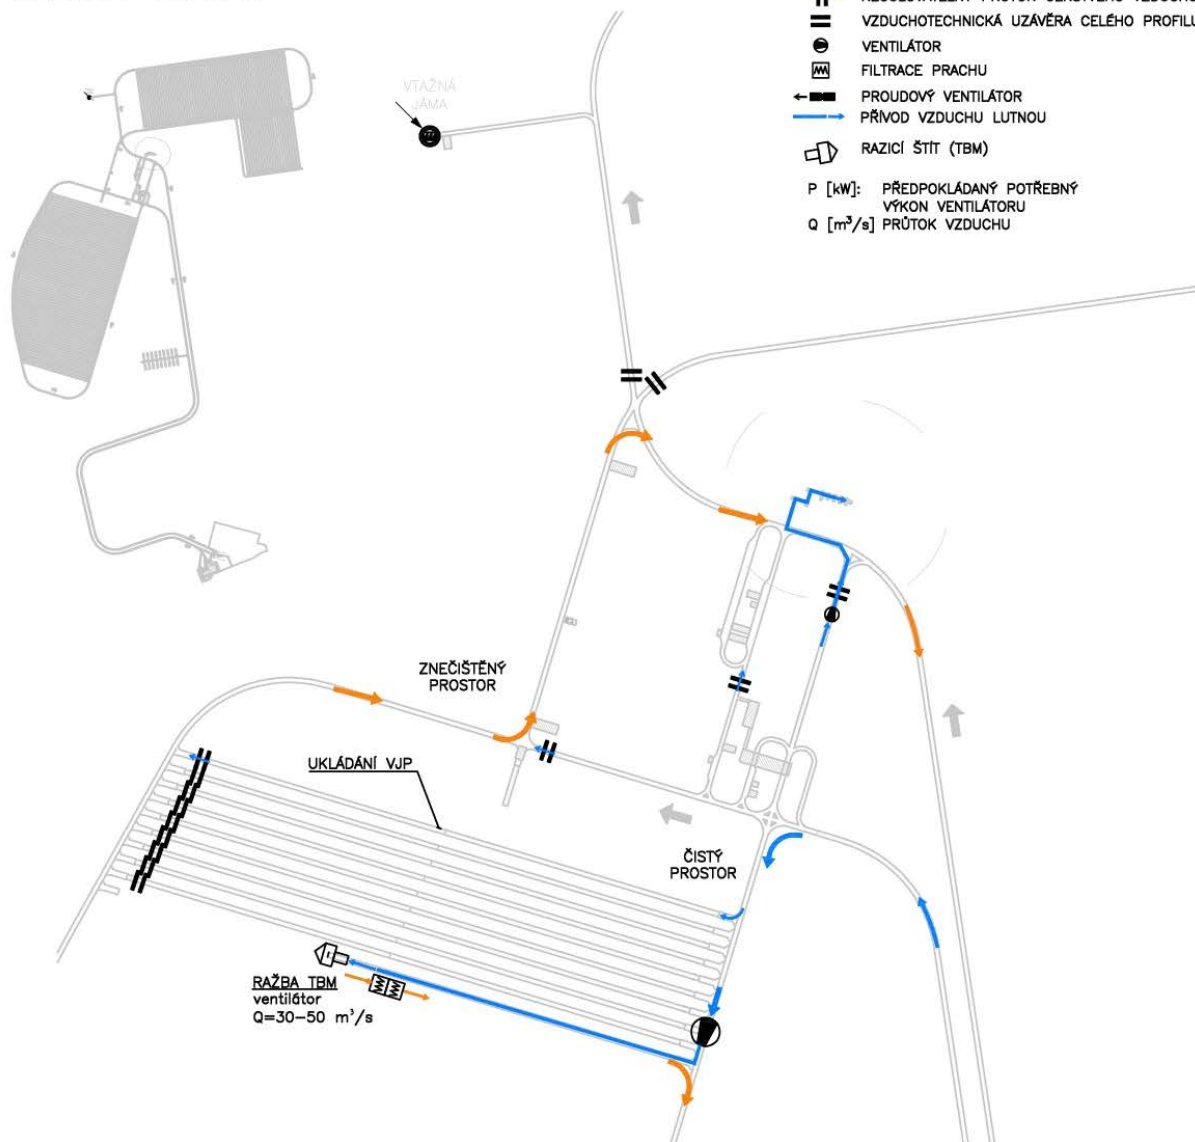 VZDUCHOTECHNICKÁ UZÁVĚRA CELÉHO PROFILU
VENTILÁTOR
FILTRACE PRACHU
PROUDOVÝ VENTILÁTOR
PŘÍVOD VZDUCHU LUTNOU
RAZICÍ ŠTÍT (TBM)
P [kW]: PŘEDPOKLÁDANÝ POTŘEBNÝ
VÝKON VENTILÁTORU
Q [m³/s] PRŮTOK VZDUCHU
VTAŽNÁ
JÁMA
ZNEČIŠTĚNÝ
PROSTOR
UKLÁDÁNÍ VJP
ČISTÝ
PROSTOR
RAŽBA TBM
ventilátor
Q=30–50 m³/s